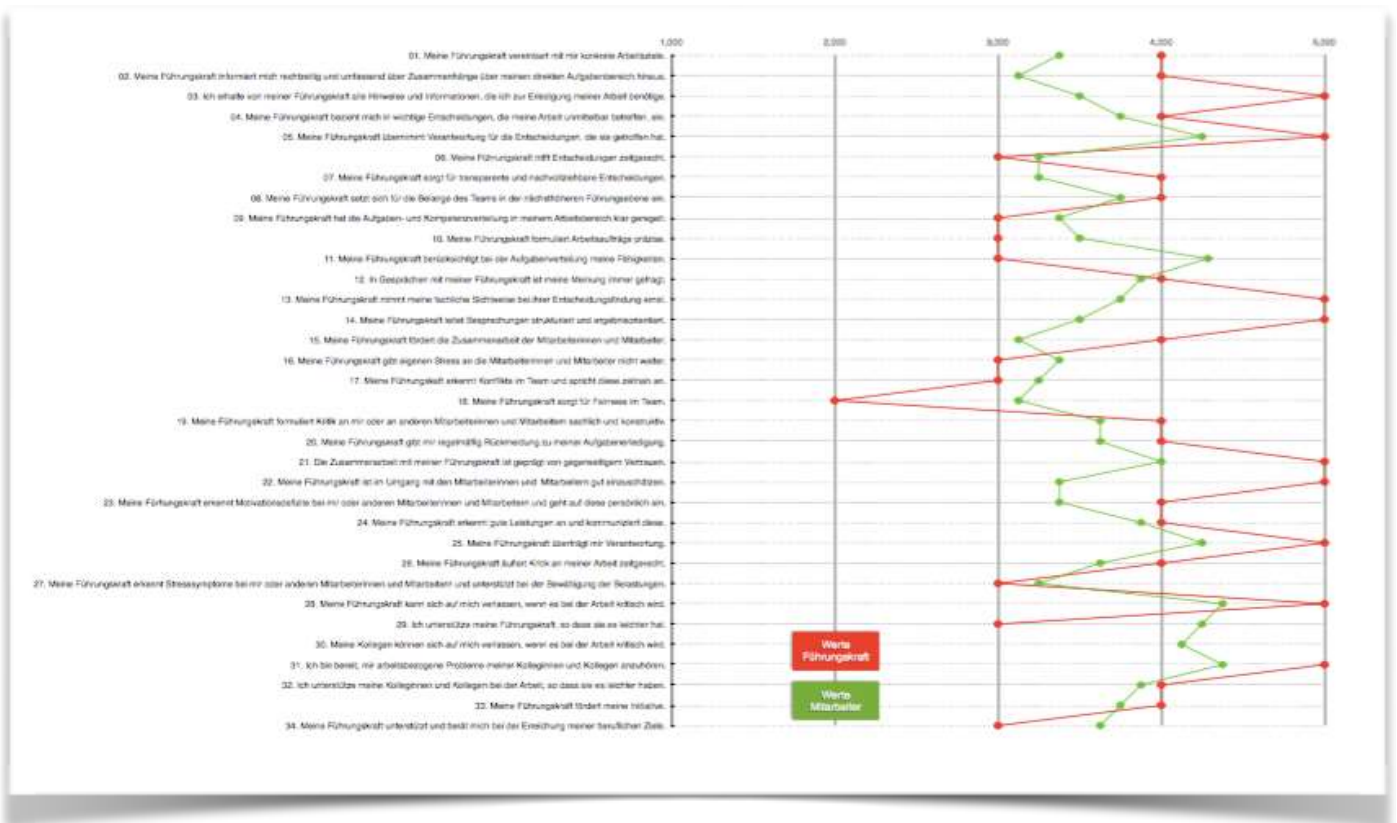 1,000 2,000 3,000 4,000 5,000
01. Meine Führungskraft vereinbart mit mir konkrete Arbeitsziele.
02. Meine Führungskraft informiert mich rechtzeitig und umfassend über Zusammenhänge über meinen direkten Aufgabenbereich hinaus.
03. Ich erhalte von meiner Führungskraft alle Hinweise und Informationen, die ich zur Erledigung meiner Arbeit benötige.
04. Meine Führungskraft bezieht mich in wichtige Entscheidungen, die meine Arbeit unmittelbar betreffen, ein.
05. Meine Führungskraft übernimmt Verantwortung für die Entscheidungen, die sie getroffen hat.
06. Meine Führungskraft trifft Entscheidungen zeitgerecht.
07. Meine Führungskraft sorgt für transparente und nachvollziehbare Entscheidungen.
08. Meine Führungskraft setzt sich für die Belange des Teams in der nächsthöheren Führungsebene ein.
09. Meine Führungskraft hat die Aufgaben- und Kompetenzverteilung in meinem Arbeitsbereich klar geregelt.
10. Meine Führungskraft formuliert Arbeitsaufträge präzise.
11. Meine Führungskraft berücksichtigt bei der Aufgabenverteilung meine Fähigkeiten.
12. In Gesprächen mit meiner Führungskraft ist meine Meinung immer gefragt.
13. Meine Führungskraft nimmt meine fachliche Sichtweise bei ihrer Entscheidungsfindung ernst.
14. Meine Führungskraft leitet Besprechungen strukturiert und ergebnisorientiert.
15. Meine Führungskraft fördert die Zusammenarbeit der Mitarbeiterinnen und Mitarbeiter.
16. Meine Führungskraft gibt eigenen Stress an die Mitarbeiterinnen und Mitarbeiter nicht weiter.
17. Meine Führungskraft erkennt Konflikte im Team und spricht diese zeitnah an.
18. Meine Führungskraft sorgt für Fairness im Team.
19. Meine Führungskraft formuliert Kritik an mir oder an anderen Mitarbeiterinnen und Mitarbeitern sachlich und konstruktiv.
20. Meine Führungskraft gibt mir regelmäßig Rückmeldung zu meiner Aufgabenerledigung.
21. Die Zusammenarbeit mit meiner Führungskraft ist geprägt von gegenseitigem Vertrauen.
22. Meine Führungskraft ist im Umgang mit den Mitarbeiterinnen und Mitarbeitern gut einzuschätzen.
23. Meine Führungskraft erkennt Motivationsdefizite bei mir oder anderen Mitarbeiterinnen und Mitarbeitern und geht auf diese persönlich ein.
24. Meine Führungskraft erkennt gute Leistungen an und kommuniziert diese.
25. Meine Führungskraft überträgt mir Verantwortung.
26. Meine Führungskraft äußert Kritik an meiner Arbeit zeitgerecht.
27. Meine Führungskraft erkennt Stresssymptome bei mir oder anderen Mitarbeiterinnen und Mitarbeitern und unterstützt bei der Bewältigung der Belastungen.
28. Meine Führungskraft kann sich auf mich verlassen, wenn es bei der Arbeit kritisch wird.
29. Ich unterstütze meine Führungskraft, so dass sie es leichter hat.
30. Meine Kollegen können sich auf mich verlassen, wenn es bei der Arbeit kritisch wird.
31. Ich bin bereit, mir arbeitsbezogene Probleme meiner Kolleginnen und Kollegen anzuhören.
32. Ich unterstütze meine Kolleginnen und Kollegen bei der Arbeit, so dass sie es leichter haben.
33. Meine Führungskraft fördert meine Initiative.
34. Meine Führungskraft unterstützt und berät mich bei der Erreichung meiner beruflichen Ziele.
Werte
Führungskraft
Werte
Mitarbeiter